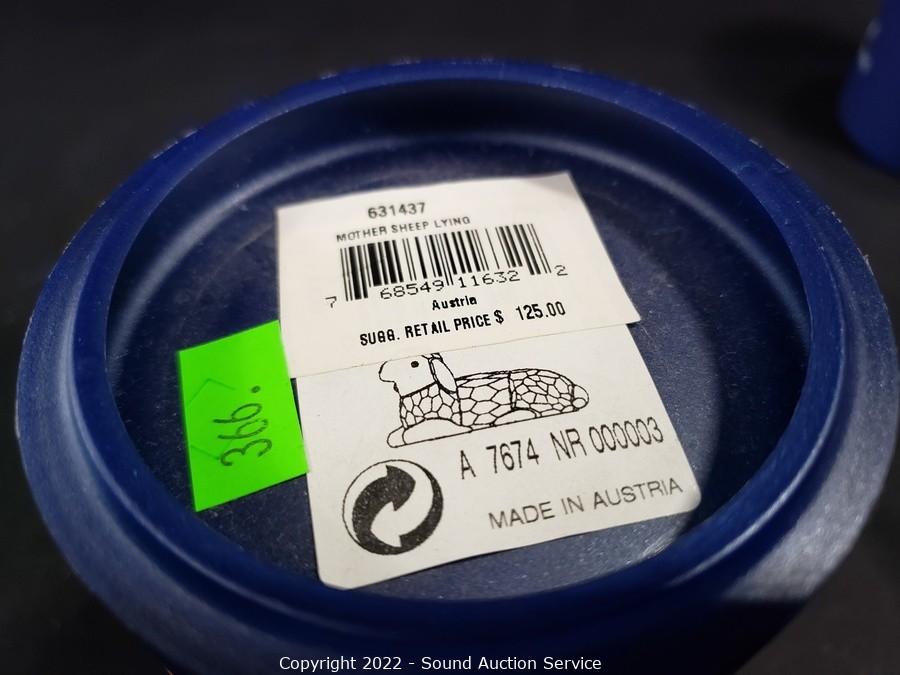 631437
MOTHER SHEEP LYING
7 68549 11632 2
Austria
SUGG. RETAIL PRICE $ 125.00
366.
A 7674 NR 000003
MADE IN AUSTRIA
Copyright 2022 - Sound Auction Service